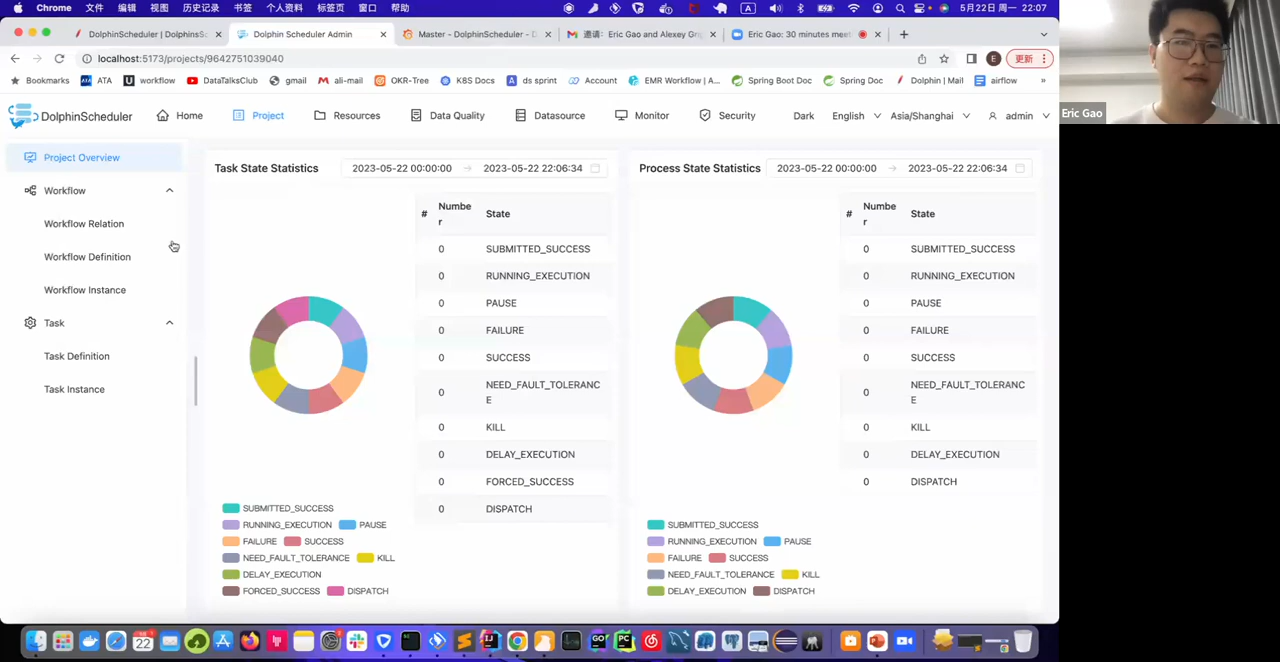 Chrome 文件 编辑 视图 历史记录 书签 个人资料 标签页 窗口 帮助 A 5月22日 周一 22:07
DolphinScheduler | DolphinS
Dolphin Scheduler Admin
Master - DolphinScheduler - D
邀请：Eric Gao and Alexey Gri
Eric Gao: 30 minutes meet
localhost:5173/projects/9642751039040
E
更新
Bookmarks ATA workflow DataTalksClub gmail ali-mail OKR-Tree K8S Docs ds sprint Account EMR Workflow | A... Spring Boot Doc Spring Doc Dolphin | Mail airflow »
DolphinScheduler Home Project Resources Data Quality Datasource Monitor Security Dark English Asia/Shanghai admin
Eric Gao
Project Overview
Workflow
Workflow Relation
Workflow Definition
Workflow Instance
Task
Task Definition
Task Instance
Task State Statistics 2023-05-22 00:00:00 → 2023-05-22 22:06:34
# Number State
0 SUBMITTED_SUCCESS
0 RUNNING_EXECUTION
0 PAUSE
0 FAILURE
0 SUCCESS
0 NEED_FAULT_TOLERANCE
0 KILL
0 DELAY_EXECUTION
0 FORCED_SUCCESS
0 DISPATCH
SUBMITTED_SUCCESS
RUNNING_EXECUTION PAUSE
FAILURE SUCCESS
NEED_FAULT_TOLERANCE KILL
DELAY_EXECUTION
FORCED_SUCCESS DISPATCH
Process State Statistics 2023-05-22 00:00:00 → 2023-05-22 22:06:34
# Number State
0 SUBMITTED_SUCCESS
0 RUNNING_EXECUTION
0 PAUSE
0 FAILURE
0 SUCCESS
0 NEED_FAULT_TOLERANCE
0 KILL
0 DELAY_EXECUTION
0 DISPATCH
SUBMITTED_SUCCESS
RUNNING_EXECUTION PAUSE
FAILURE SUCCESS
NEED_FAULT_TOLERANCE KILL
DELAY_EXECUTION DISPATCH
22
GO
PC